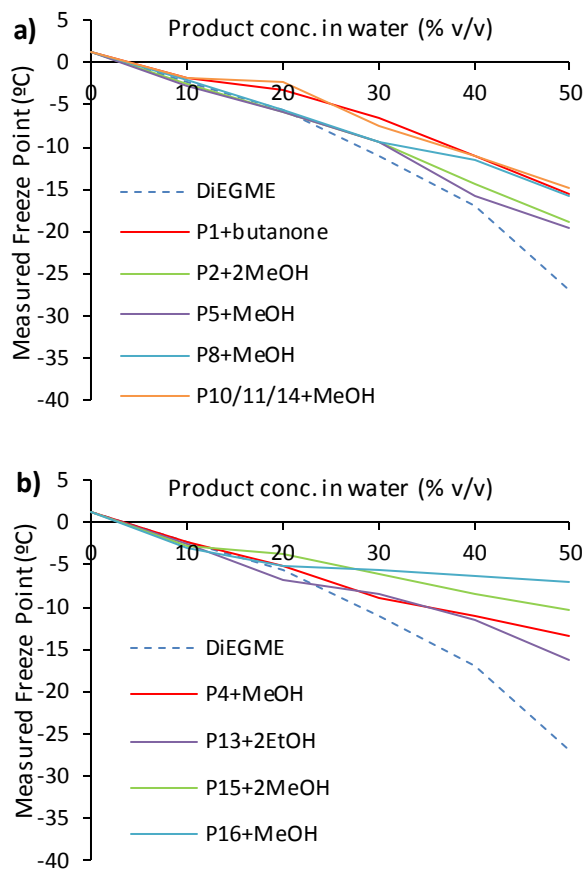 a)
Product conc. in water (% v/v)
5
0
-5
-10
-15
-20
-25
-30
-35
-40
0 10 20 30 40 50
Measured Freeze Point (ºC)
DiEGME
P1+butanone
P2+2MeOH
P5+MeOH
P8+MeOH
P10/11/14+MeOH
b)
Product conc. in water (% v/v)
5
0
-5
-10
-15
-20
-25
-30
-35
-40
0 10 20 30 40 50
Measured Freeze Point (ºC)
DiEGME
P4+MeOH
P13+2EtOH
P15+2MeOH
P16+MeOH